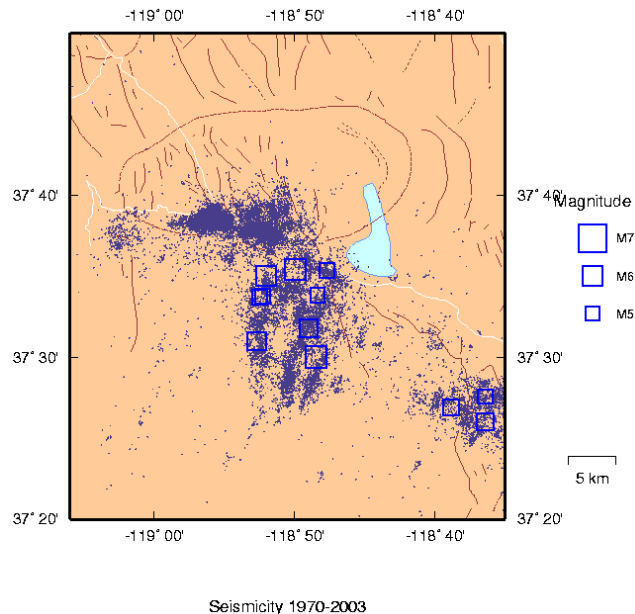 -119° 00' -118° 50' -118° 40'
37° 40' 37° 40'
Magnitude
M7
M6
M5
37° 30' 37° 30'
5 km
37° 20' 37° 20'
-119° 00' -118° 50' -118° 40'
Seismicity 1970-2003